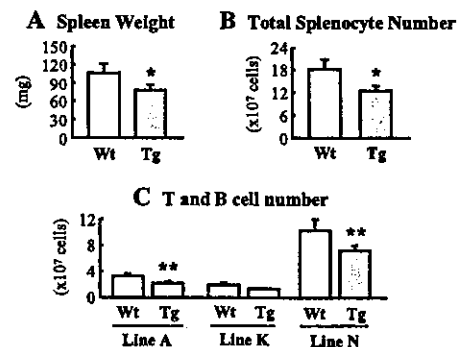 A Spleen Weight
150
120
90
60
30
0
(mg)
*
Wt Tg
B Total Splenocyte Number
24
18
12
6
0
(x10⁷ cells)
*
Wt Tg
C T and B cell number
12
8
4
0
(x10⁷ cells)
** **
Wt Tg Wt Tg Wt Tg
Line A Line K Line N